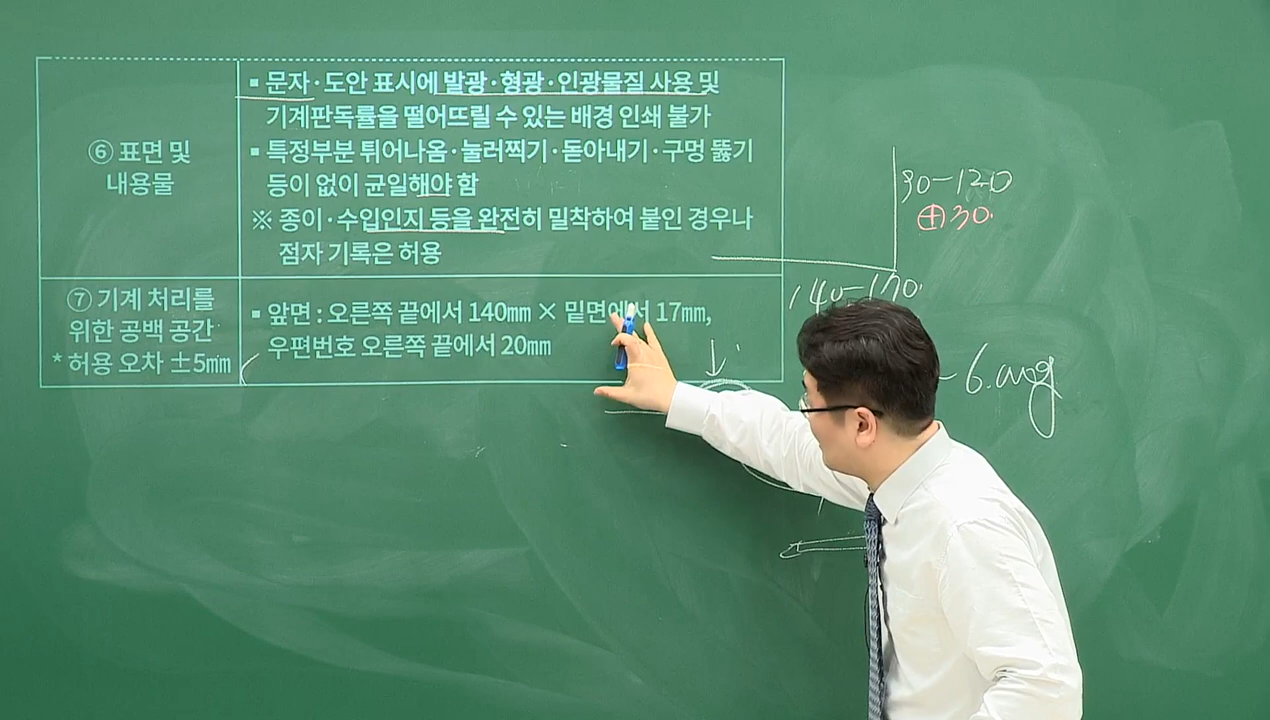 ⑥ 표면 및
내용물
▪ 문자·도안 표시에 발광·형광·인광물질 사용 및
기계판독률을 떨어뜨릴 수 있는 배경 인쇄 불가
▪ 특정부분 튀어나옴·눌러찍기·돋아내기·구멍 뚫기
등이 없이 균일해야 함
※ 종이·수입인지 등을 완전히 밀착하여 붙인 경우나
점자 기록은 허용
⑦ 기계 처리를
위한 공백 공간
* 허용 오차 ±5㎜
▪ 앞면 : 오른쪽 끝에서 140㎜ × 밑면에서 17㎜,
우편번호 오른쪽 끝에서 20㎜
90-120
⊕30.
140-170.